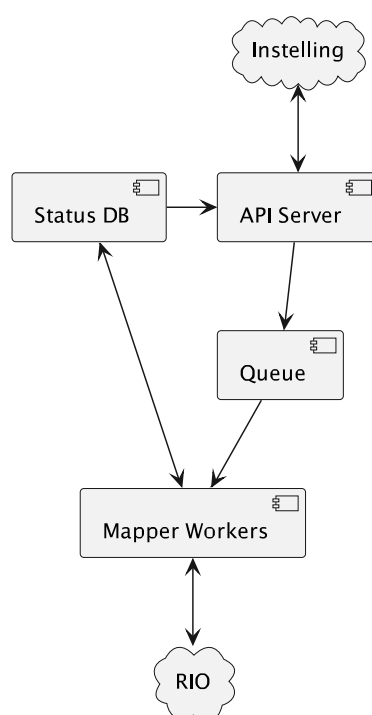 Instelling
Status DB
API Server
Queue
Mapper Workers
RIO